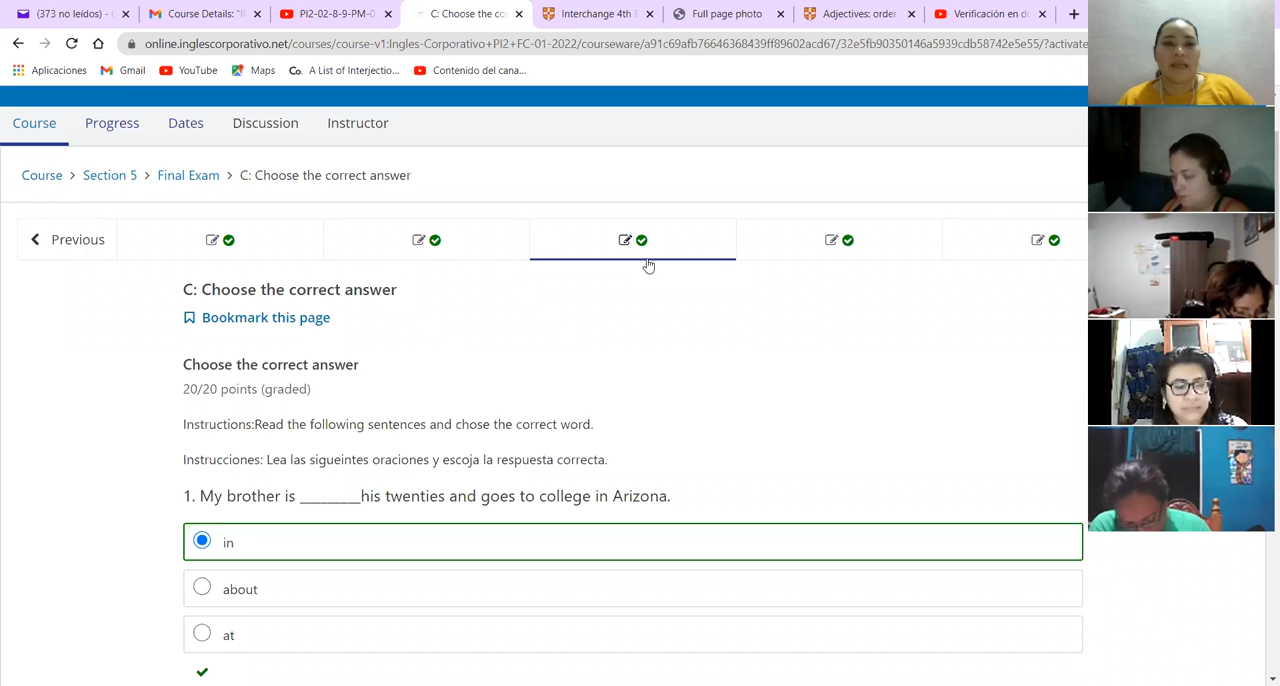 (373 no leídos) -
Course Details: "I
PI2-02-8-9-PM-0
C: Choose the co
Interchange 4th E
Full page photo
Adjectives: order
Verificación en do
online.inglescorporativo.net/courses/course-v1:Ingles-Corporativo+PI2+FC-01-2022/courseware/a91c69afb76646368439ff89602acd67/32e5fb90350146a5939cdb58742e5e55/?activate
Aplicaciones
Gmail
YouTube
Maps
Co. A List of Interjectio...
Contenido del cana...
Course
Progress
Dates
Discussion
Instructor
Course > Section 5 > Final Exam > C: Choose the correct answer
Previous
C: Choose the correct answer
Bookmark this page
Choose the correct answer
20/20 points (graded)
Instructions:Read the following sentences and chose the correct word.
Instrucciones: Lea las sigueintes oraciones y escoja la respuesta correcta.
1. My brother is _________his twenties and goes to college in Arizona.
in
about
at